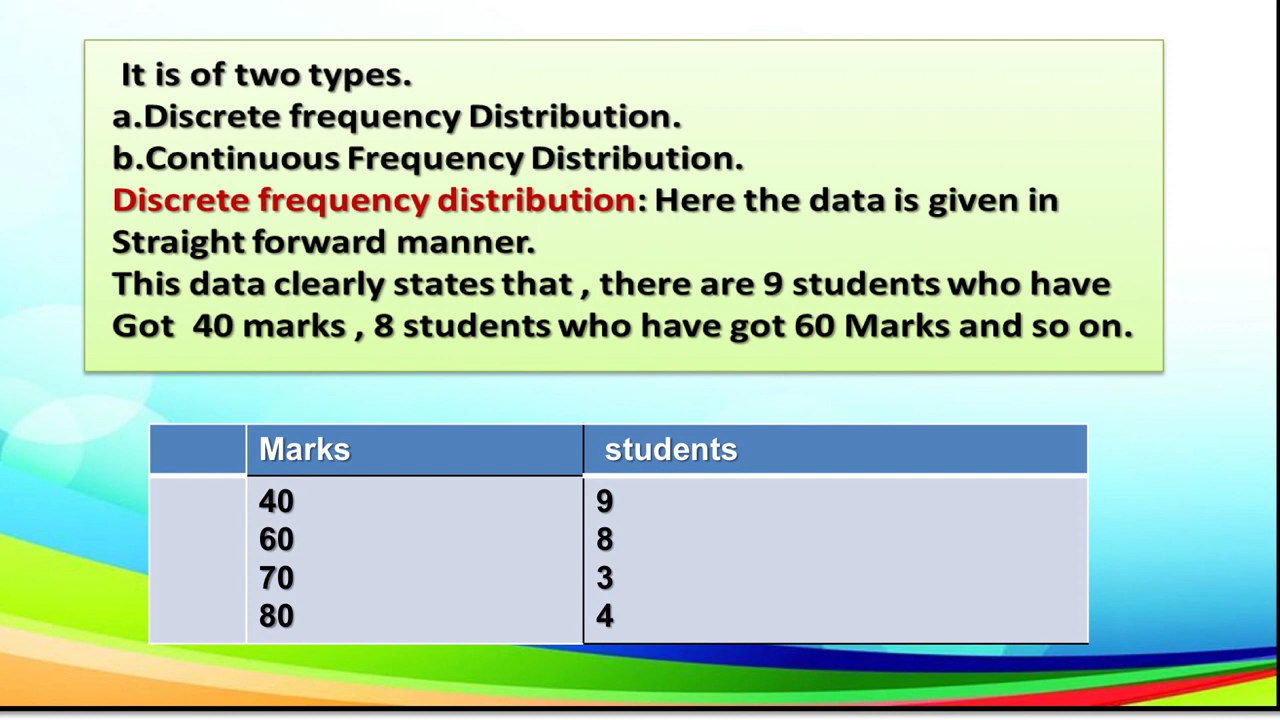 It is of two types.
a.Discrete frequency Distribution.
b.Continuous Frequency Distribution.
Discrete frequency distribution: Here the data is given in
Straight forward manner.
This data clearly states that , there are 9 students who have
Got 40 marks , 8 students who have got 60 Marks and so on.
Marks students
40 9
60 8
70 3
80 4